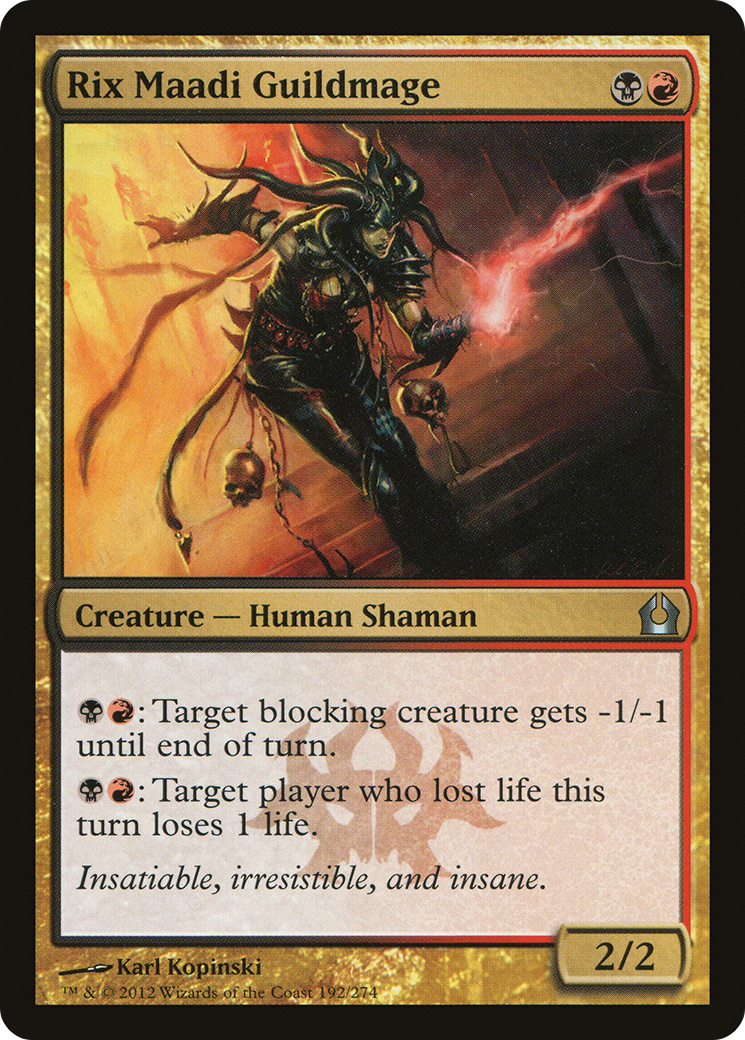 Rix Maadi Guildmage
Creature — Human Shaman
: Target blocking creature gets -1/-1
until end of turn.
: Target player who lost life this
turn loses 1 life.
Insatiable, irresistible, and insane.
2/2
Karl Kopinski
™ & © 2012 Wizards of the Coast 192/274